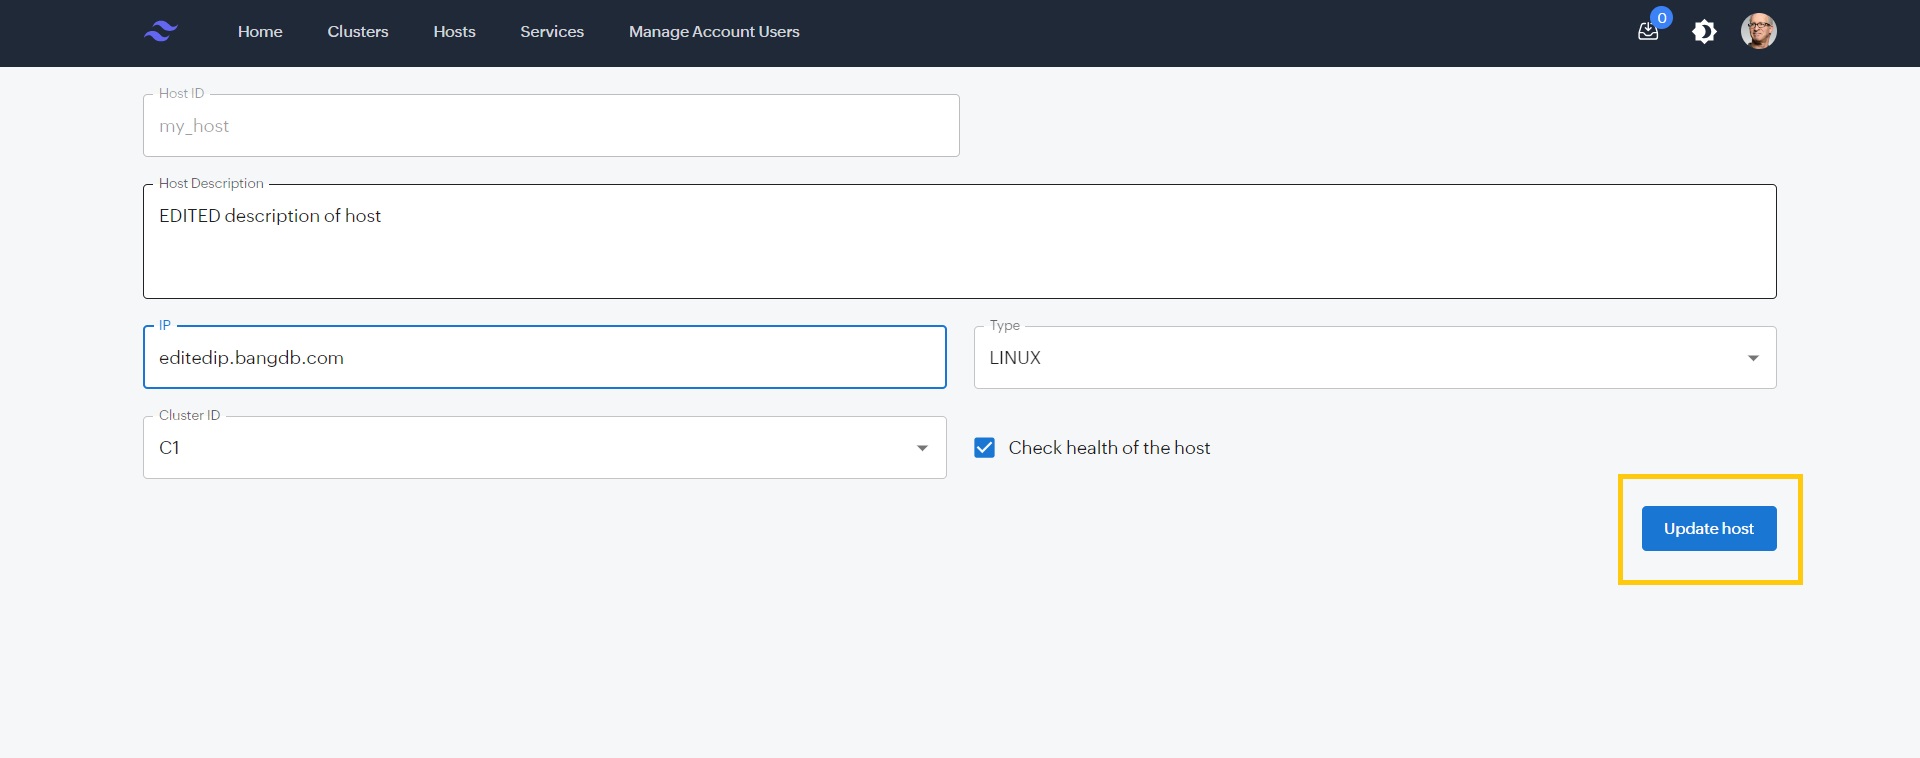 Home Clusters Hosts Services Manage Account Users 0
Host ID
my_host
Host Description
EDITED description of host
IP Type
editedip.bangdb.com LINUX
Cluster ID
C1 Check health of the host
Update host